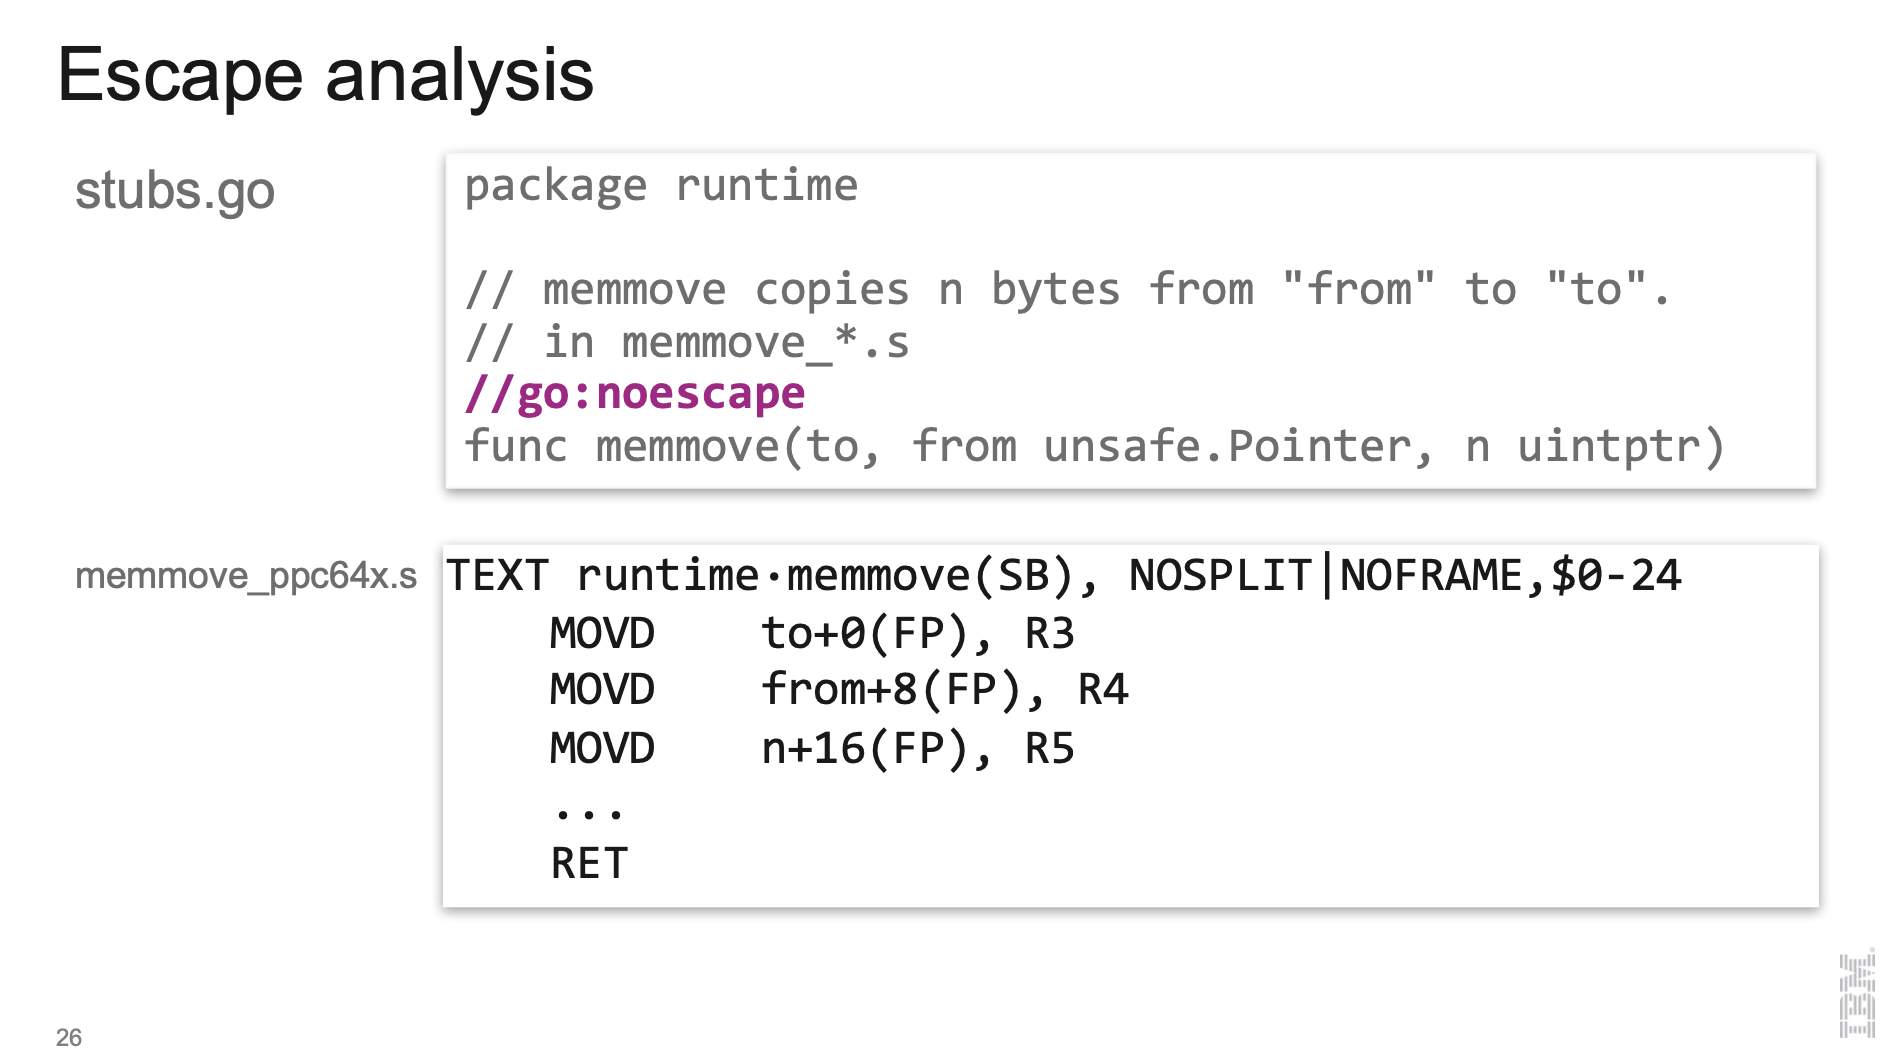 Escape analysis
stubs.go
package runtime
// memmove copies n bytes from "from" to "to".
// in memmove_*.s
//go:noescape
func memmove(to, from unsafe.Pointer, n uintptr)
memmove_ppc64x.s
TEXT runtime·memmove(SB), NOSPLIT|NOFRAME,$0-24
MOVD to+0(FP), R3
MOVD from+8(FP), R4
MOVD n+16(FP), R5
...
RET
26
IBM